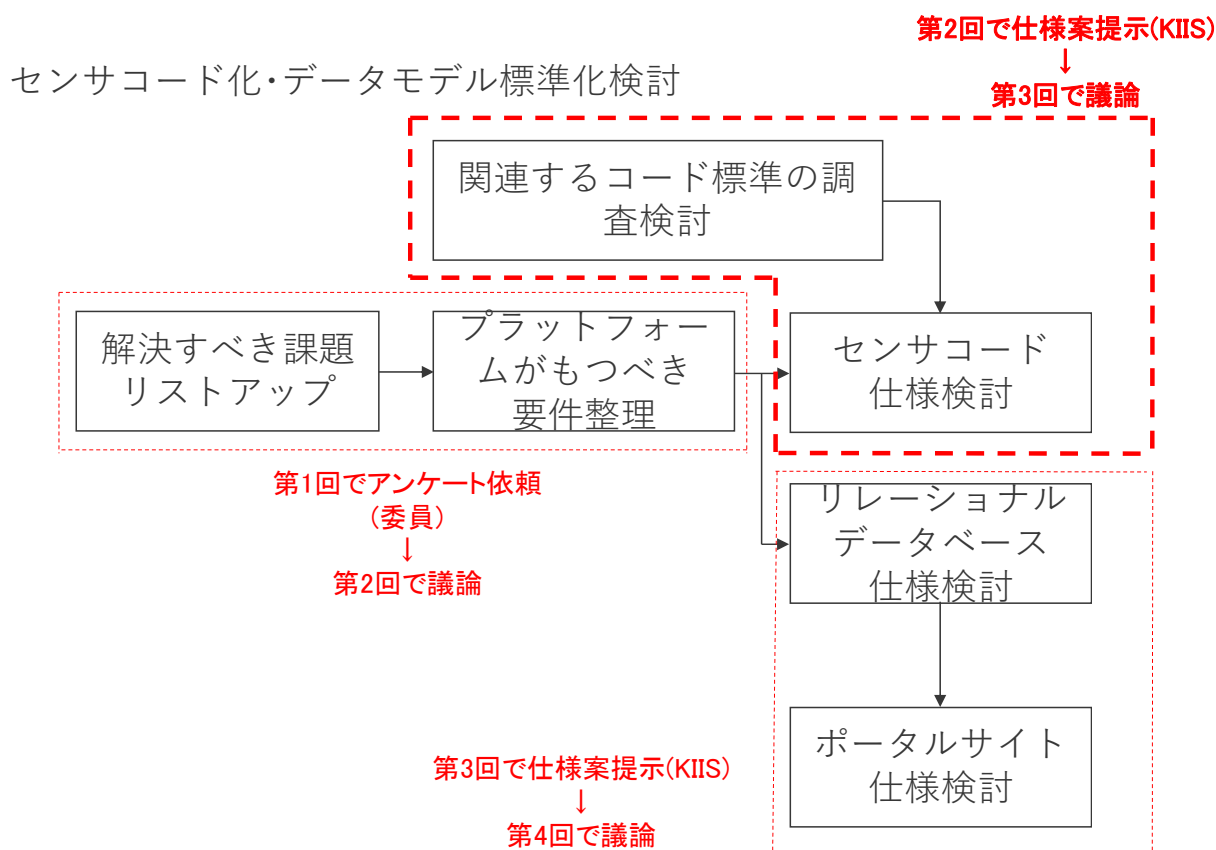 第2回で仕様案提示(KIIS)
↓
第3回で議論
センサコード化・データモデル標準化検討
関連するコード標準の調
査検討
解決すべき課題
リストアップ
プラットフォー
ムがもつべき
要件整理
センサコード
仕様検討
第1回でアンケート依頼
(委員)
↓
第2回で議論
リレーショナル
データベース
仕様検討
ポータルサイト
仕様検討
第3回で仕様案提示(KIIS)
↓
第4回で議論